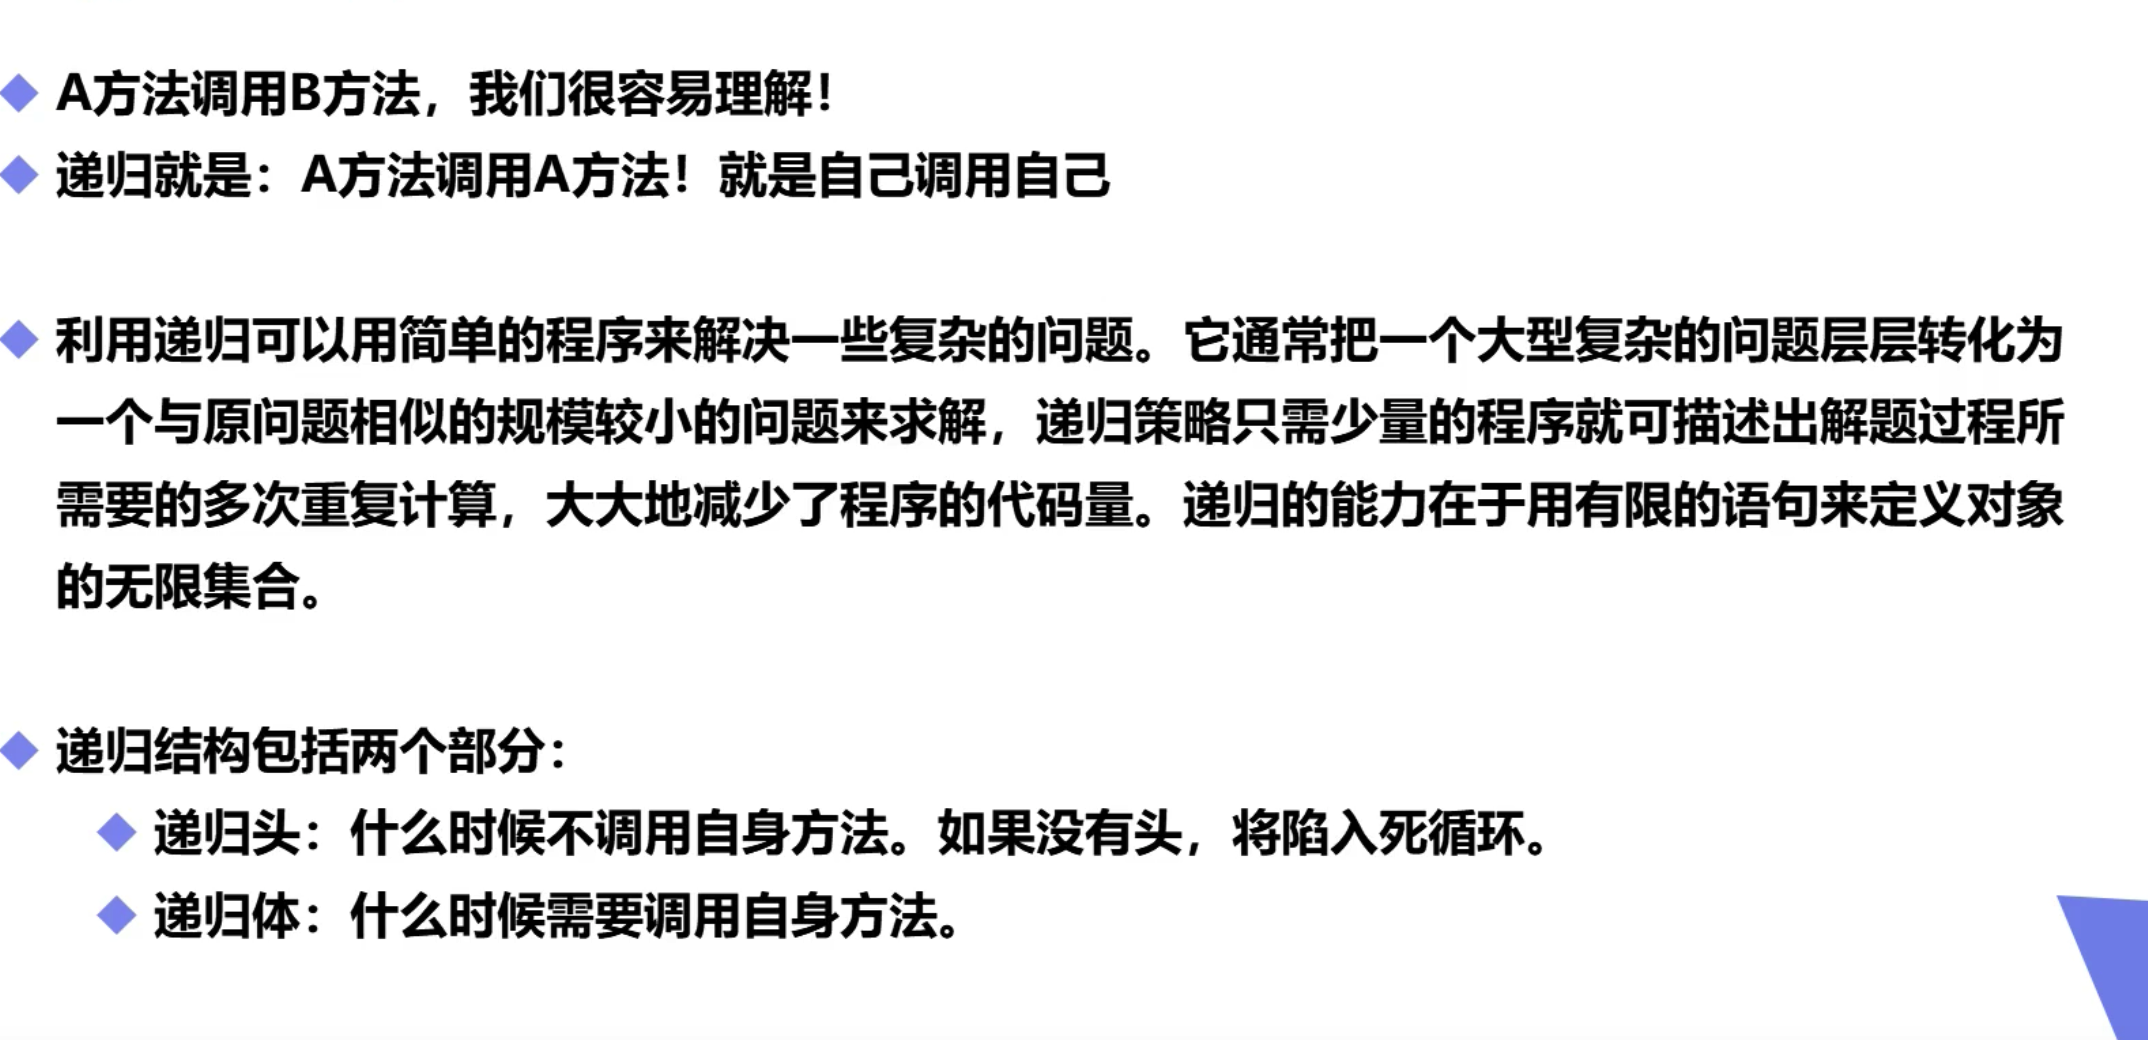 A方法调用B方法，我们很容易理解！
递归就是：A方法调用A方法！就是自己调用自己
利用递归可以用简单的程序来解决一些复杂的问题。它通常把一个大型复杂的问题层层转化为
一个与原问题相似的规模较小的问题来求解，递归策略只需少量的程序就可描述出解题过程所
需要的多次重复计算，大大地减少了程序的代码量。递归的能力在于用有限的语句来定义对象
的无限集合。
递归结构包括两个部分：
递归头：什么时候不调用自身方法。如果没有头，将陷入死循环。
递归体：什么时候需要调用自身方法。